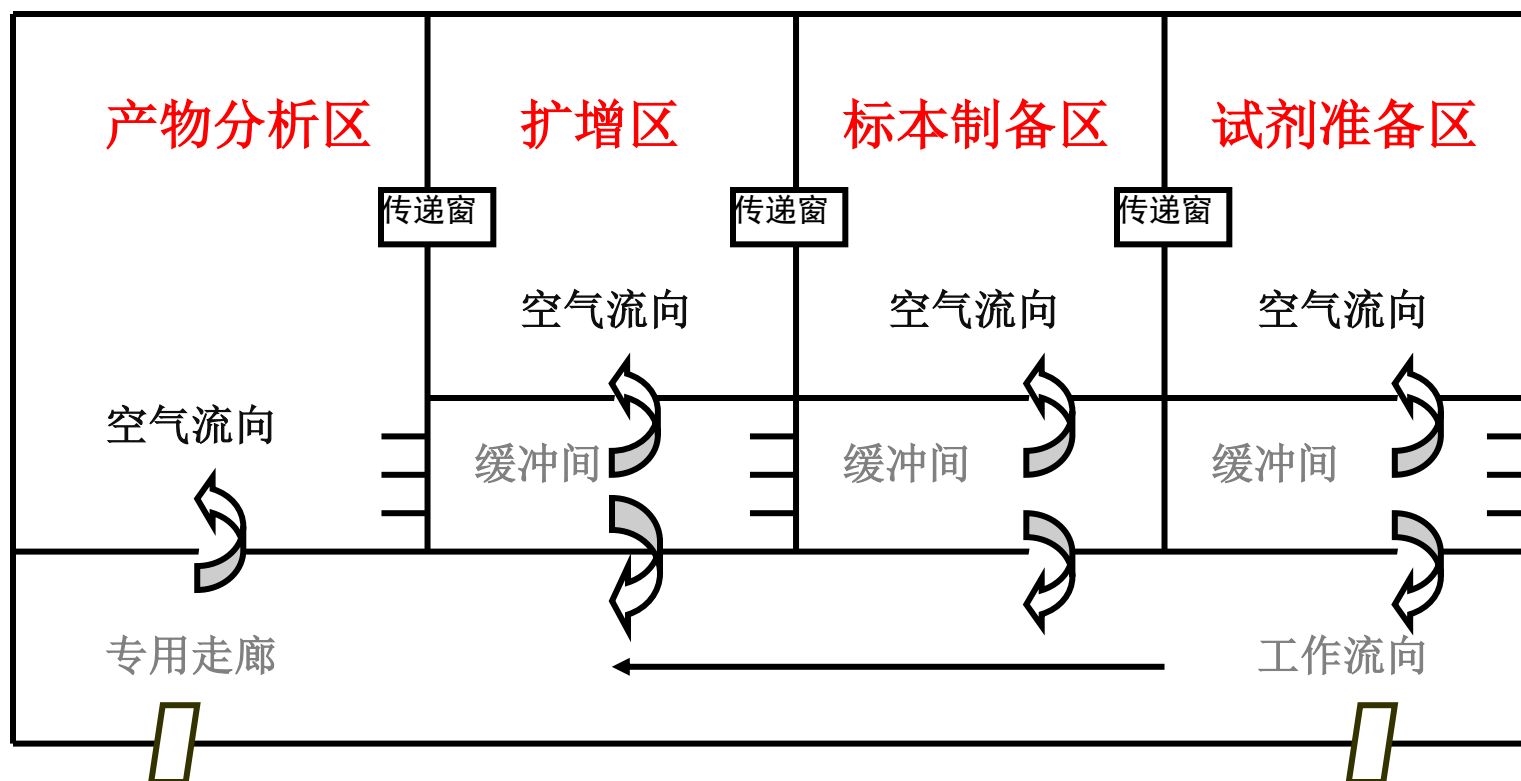 产物分析区
扩增区
标本制备区
试剂准备区
传递窗
传递窗
传递窗
空气流向
空气流向
空气流向
空气流向
缓冲间
缓冲间
缓冲间
专用走廊
工作流向